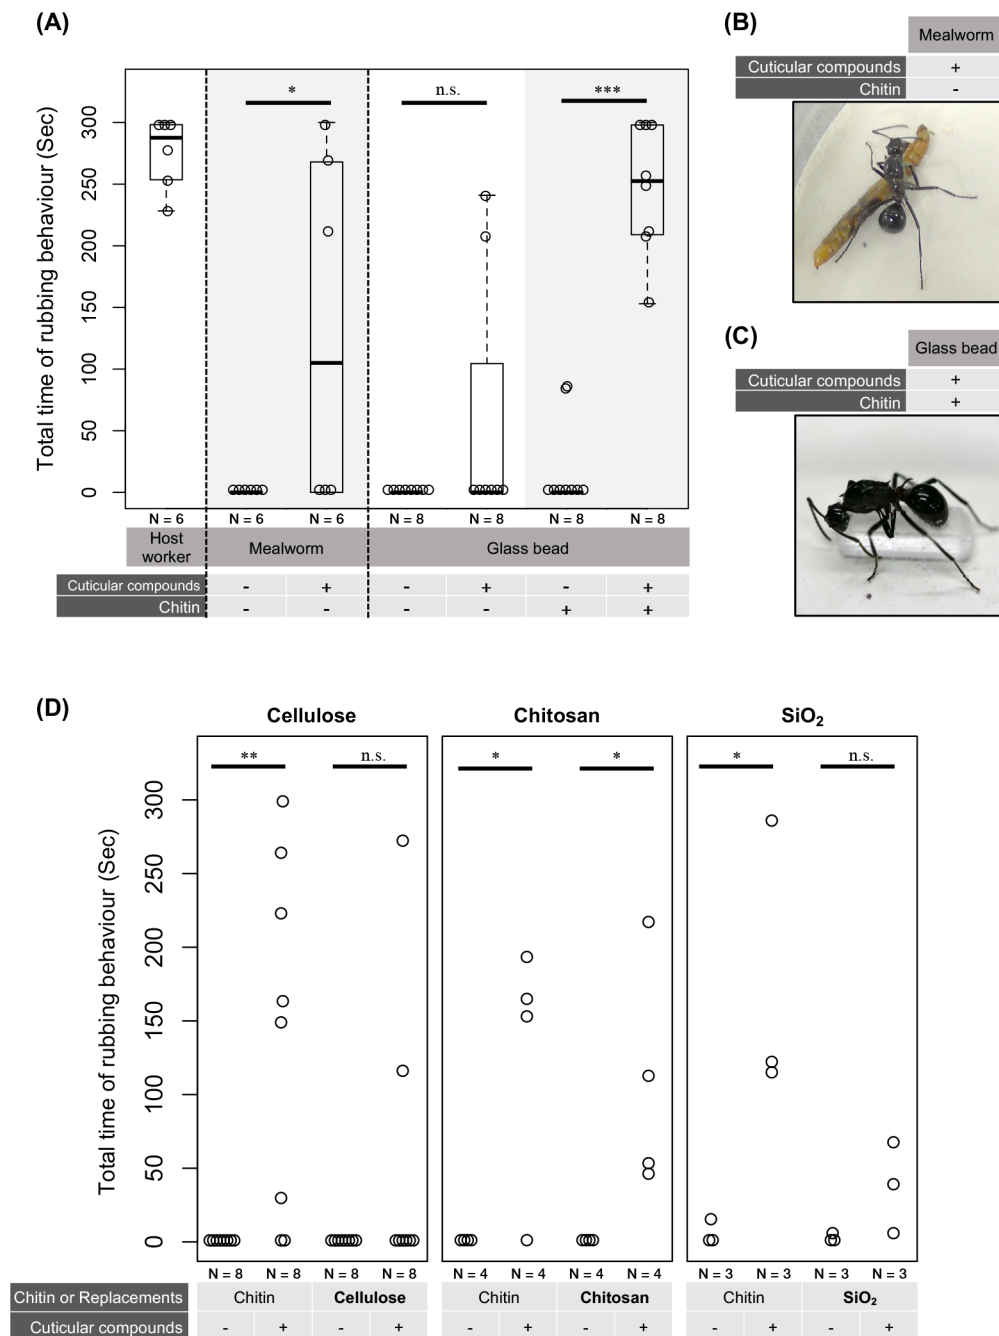 (A)
Total time of rubbing behaviour (Sec)
300
250
200
150
100
50
0
*
n.s.
***
N = 6
N = 6
N = 6
N = 8
N = 8
N = 8
N = 8
Host worker
Mealworm
Glass bead
Cuticular compounds - + - + - +
Chitin - - - - + +
(B)
Mealworm
Cuticular compounds +
Chitin -
(C)
Glass bead
Cuticular compounds +
Chitin +
(D)
Cellulose
Chitosan
SiO2
Total time of rubbing behaviour (Sec)
300
250
200
150
100
50
0
**
n.s.
*
*
*
n.s.
N = 8 N = 8 N = 8 N = 8 N = 4 N = 4 N = 4 N = 4 N = 3 N = 3 N = 3 N = 3
Chitin or Replacements Chitin Cellulose Chitin Chitosan Chitin SiO2
Cuticular compounds - + - + - + - + - + - +